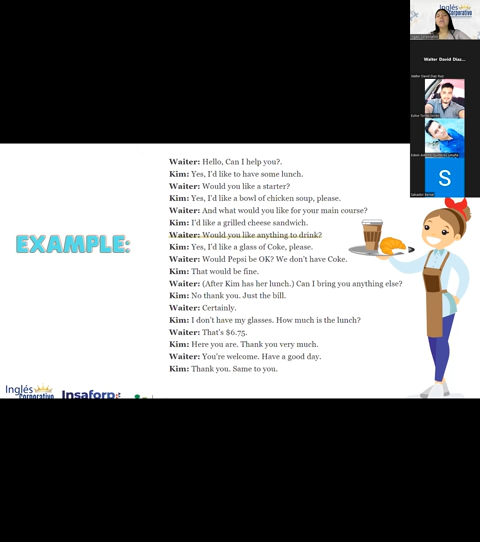 Inglés
Corporativo
Walter David Diaz...
S
EXAMPLE:
Waiter: Hello, Can I help you?.
Kim: Yes, I'd like to have some lunch.
Waiter: Would you like a starter?
Kim: Yes, I'd like a bowl of chicken soup, please.
Waiter: And what would you like for your main course?
Kim: I'd like a grilled cheese sandwich.
Waiter: Would you like anything to drink?
Kim: Yes, I'd like a glass of Coke, please.
Waiter: Would Pepsi be OK? We don't have Coke.
Kim: That would be fine.
Waiter: (After Kim has her lunch.) Can I bring you anything else?
Kim: No thank you. Just the bill.
Waiter: Certainly.
Kim: I don't have my glasses. How much is the lunch?
Waiter: That's $6.75.
Kim: Here you are. Thank you very much.
Waiter: You're welcome. Have a good day.
Kim: Thank you. Same to you.
Inglés
Corporativo
Insaforp